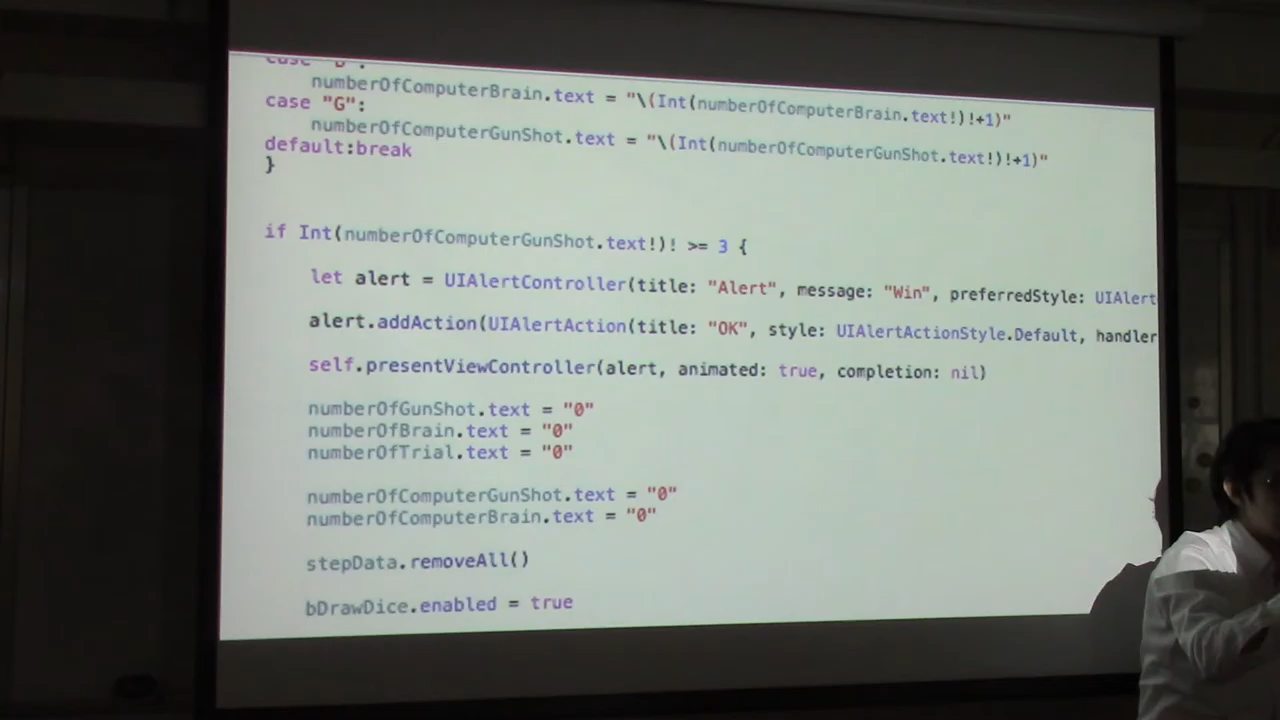 case "B":
numberOfComputerBrain.text = "\(Int(numberOfComputerBrain.text!)!+1)"
case "G":
numberOfComputerGunShot.text = "\(Int(numberOfComputerGunShot.text!)!+1)"
default:break
}
if Int(numberOfComputerGunShot.text!)! >= 3 {
let alert = UIAlertController(title: "Alert", message: "Win", preferredStyle: UIAlert
alert.addAction(UIAlertAction(title: "OK", style: UIAlertActionStyle.Default, handler
self.presentViewController(alert, animated: true, completion: nil)
numberOfGunShot.text = "0"
numberOfBrain.text = "0"
numberOfTrial.text = "0"
numberOfComputerGunShot.text = "0"
numberOfComputerBrain.text = "0"
stepData.removeAll()
bDrawDice.enabled = true